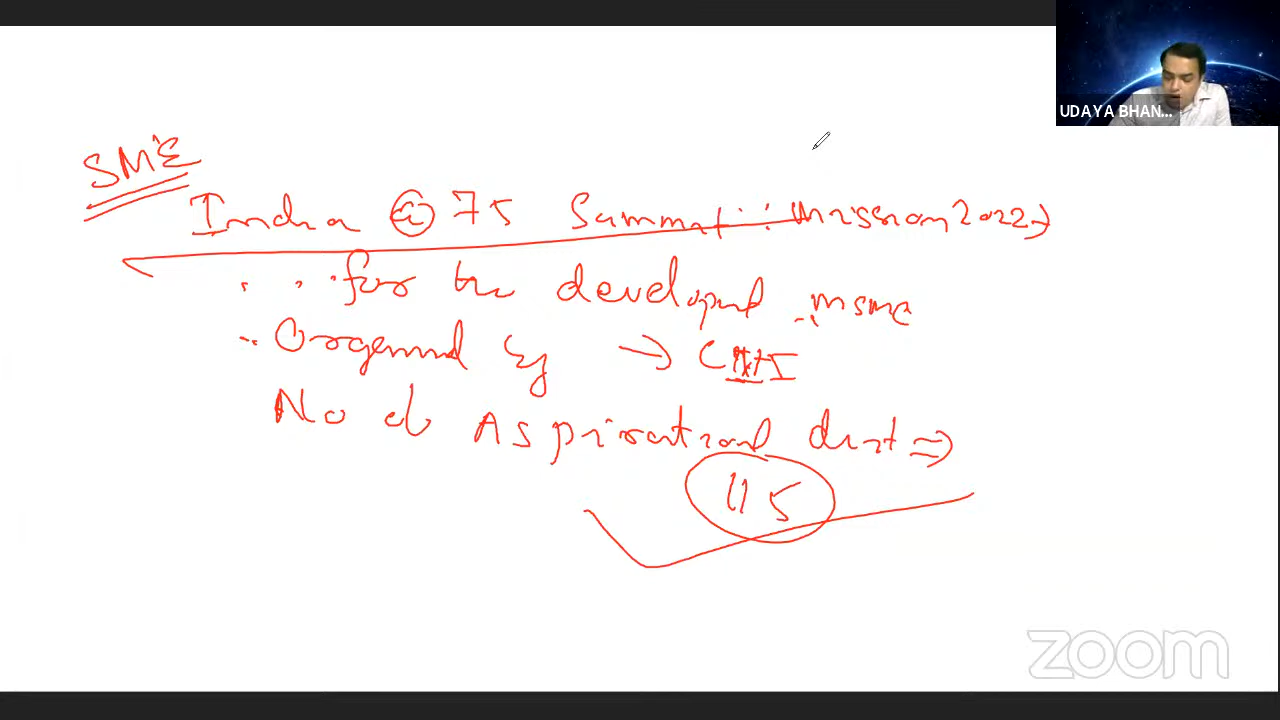 UDAYA BHAN...
SME
India @ 75 Summit: Mission 2022
for the developed MSME
Organised by → CII
No of Aspirational dist ⇒
115
zoom